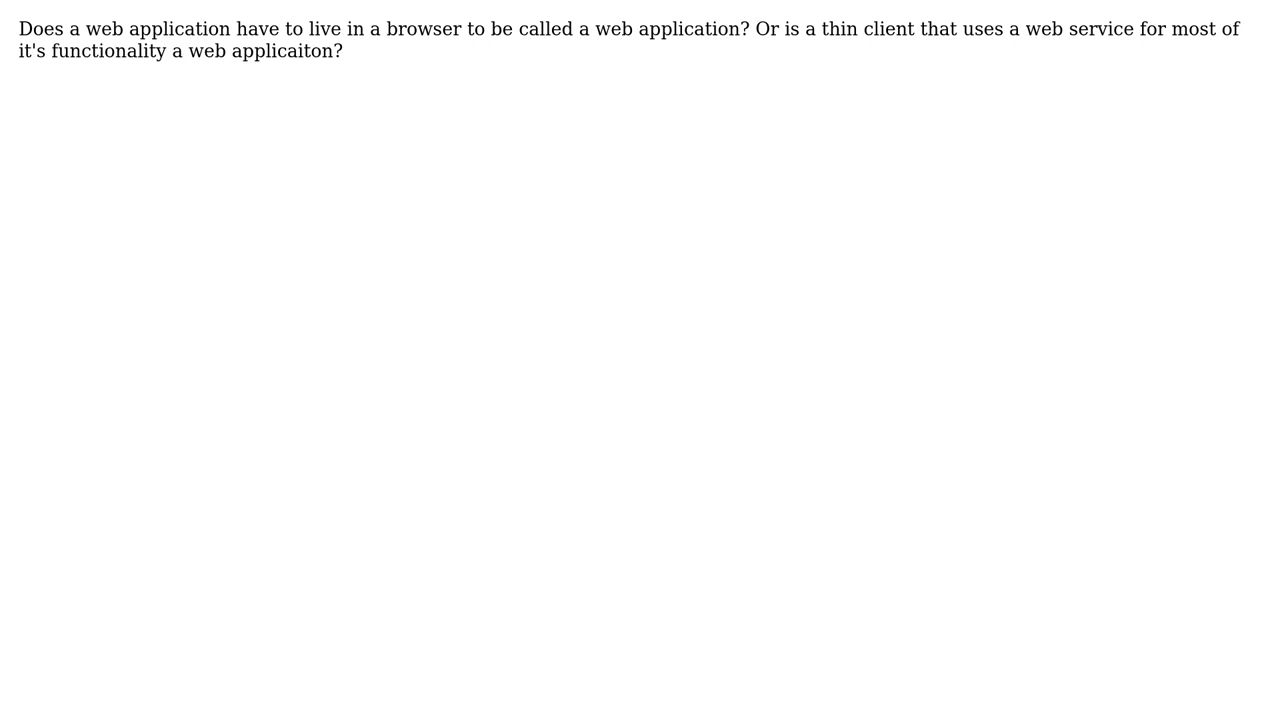 Does a web application have to live in a browser to be called a web application? Or is a thin client that uses a web service for most of
it's functionality a web applicaiton?